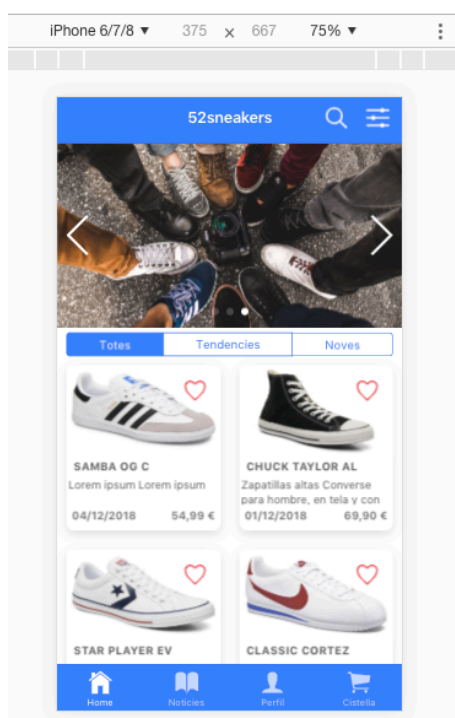 iPhone 6/7/8 ▼ 375 x 667 75% ▼
52sneakers
Totes Tendencies Noves
SAMBA OG C
Lorem ipsum Lorem ipsum
04/12/2018 54,99 €
CHUCK TAYLOR AL
Zapatillas altas Converse
para hombre, en tela y con
01/12/2018 69,90 €
STAR PLAYER EV
CLASSIC CORTEZ
Home Noticies Perfil Cistella